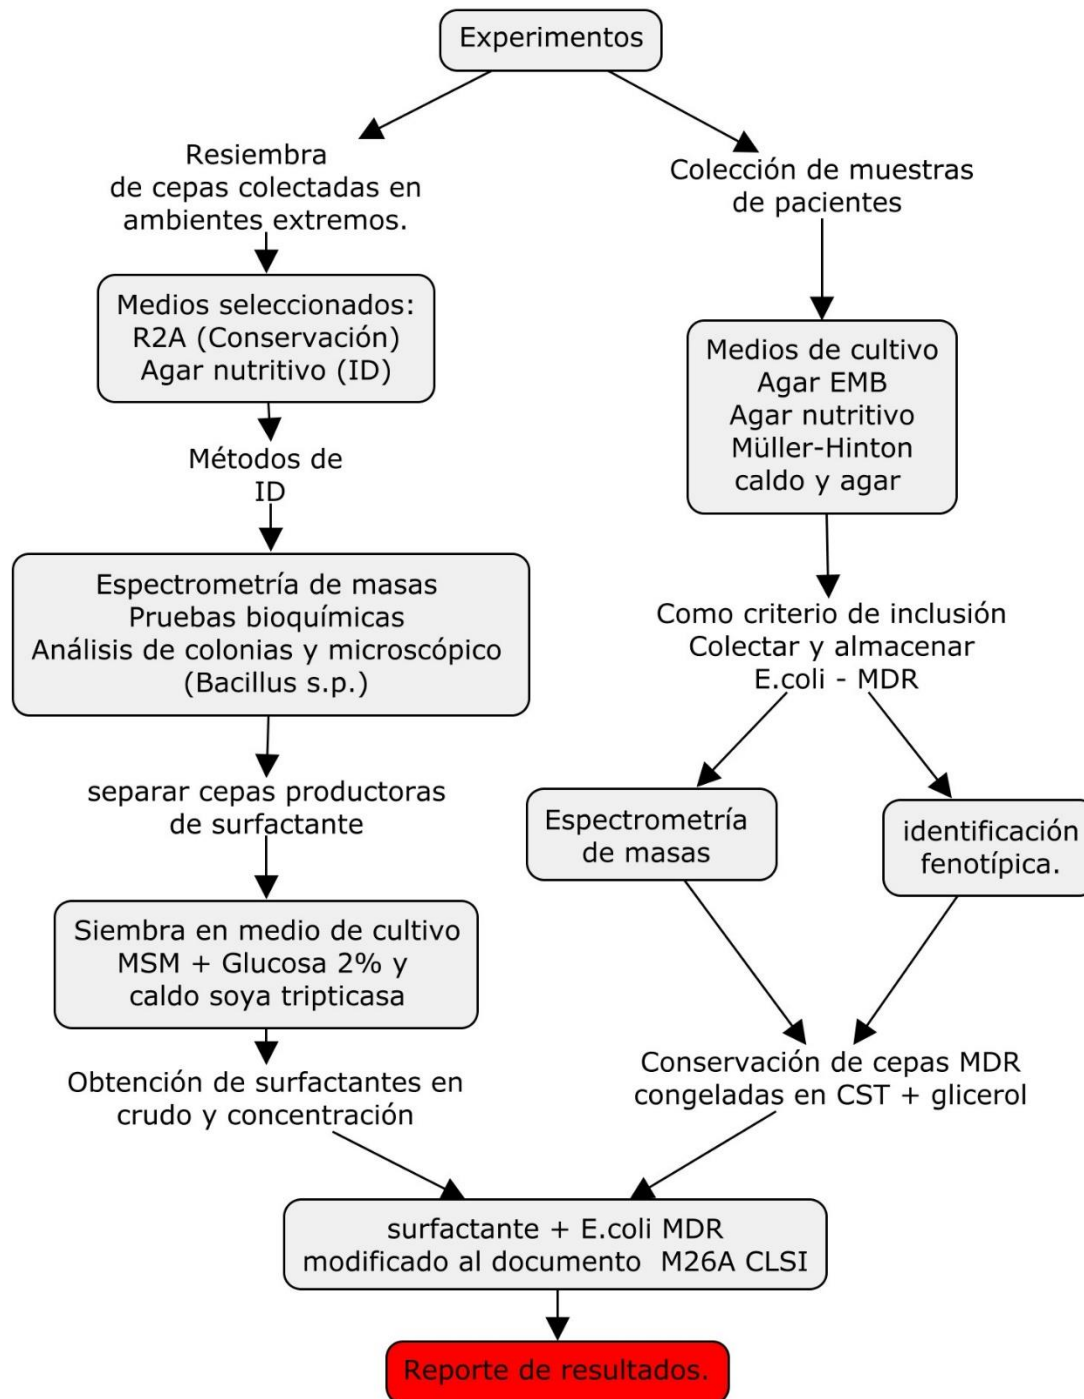 Experimentos
Resiembra
de cepas colectadas en
ambientes extremos.
Medios seleccionados:
R2A (Conservación)
Agar nutritivo (ID)
Métodos de
ID
Espectrometría de masas
Pruebas bioquímicas
Análisis de colonias y microscópico
(Bacillus s.p.)
separar cepas productoras
de surfactante
Siembra en medio de cultivo
MSM + Glucosa 2% y
caldo soya tripticasa
Obtención de surfactantes en
crudo y concentración
Colección de muestras
de pacientes
Medios de cultivo
Agar EMB
Agar nutritivo
Müller-Hinton
caldo y agar
Como criterio de inclusión
Colectar y almacenar
E.coli - MDR
Espectrometría
de masas
identificación
fenotípica.
Conservación de cepas MDR
congeladas en CST + glicerol
surfactante + E.coli MDR
modificado al documento M26A CLSI
Reporte de resultados.